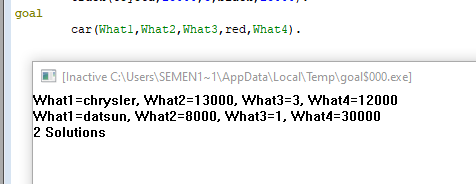 goal
car(What1,What2,What3,red,What4).
[Inactive C:\Users\SEMEN1~1\AppData\Local\Temp\goal$000.exe]
What1=chrysler, What2=13000, What3=3, What4=12000
What1=datsun, What2=8000, What3=1, What4=30000
2 Solutions